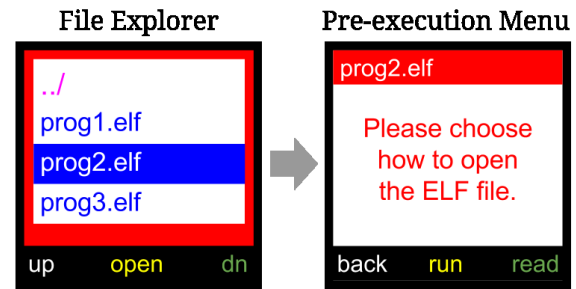 File Explorer
../
prog1.elf
prog2.elf
prog3.elf
up open dn
Pre-execution Menu
prog2.elf
Please choose
how to open
the ELF file.
back run read